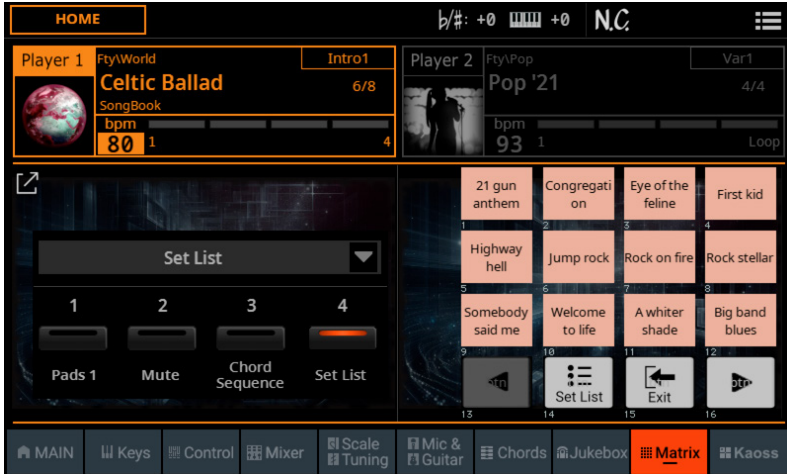 HOME
b/#: +0 +0 N.C.
Player 1
Fty\World
Intro1
Celtic Ballad
6/8
SongBook
bpm
80 1 4
Player 2
Fty\Pop
Var1
Pop '21
4/4
bpm
93 1 Loop
Set List
1 2 3 4
Pads 1
Mute
Chord
Sequence
Set List
21 gun
anthem
1
Congregati
on
2
Eye of the
feline
3
First kid
4
Highway
hell
5
Jump rock
6
Rock on fire
7
Rock stellar
8
Somebody
said me
9
Welcome
to life
10
A whiter
shade
11
Big band
blues
12
btn
13
Set List
14
Exit
15
btn
16
MAIN
Keys
Control
Mixer
Scale
Tuning
Mic &
Guitar
Chords
Jukebox
Matrix
Kaoss